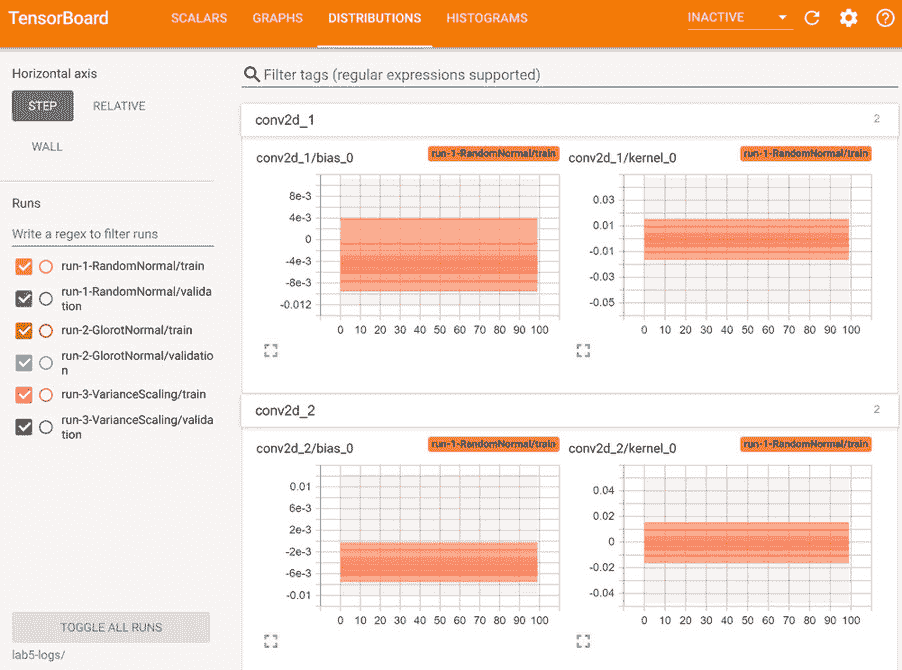 TensorBoard SCALARS GRAPHS DISTRIBUTIONS HISTOGRAMS INACTIVE
Horizontal axis
STEP RELATIVE
WALL
Runs
Write a regex to filter runs
run-1-RandomNormal/train
run-1-RandomNormal/valida
tion
run-2-GlorotNormal/train
run-2-GlorotNormal/validatio
n
run-3-VarianceScaling/train
run-3-VarianceScaling/valida
tion
TOGGLE ALL RUNS
lab5-logs/
Filter tags (regular expressions supported)
conv2d_1 2
conv2d_1/bias_0 run-1-RandomNormal/train
8e-3
4e-3
0
-4e-3
-8e-3
-0.012
0 10 20 30 40 50 60 70 80 90 100
conv2d_1/kernel_0 run-1-RandomNormal/train
0.03
0.01
-0.01
-0.03
-0.05
0 10 20 30 40 50 60 70 80 90 100
conv2d_2 2
conv2d_2/bias_0 run-1-RandomNormal/train
0.01
6e-3
2e-3
-2e-3
-6e-3
-0.01
0 10 20 30 40 50 60 70 80 90 100
conv2d_2/kernel_0 run-1-RandomNormal/train
0.04
0.02
0
-0.02
-0.04
0 10 20 30 40 50 60 70 80 90 100